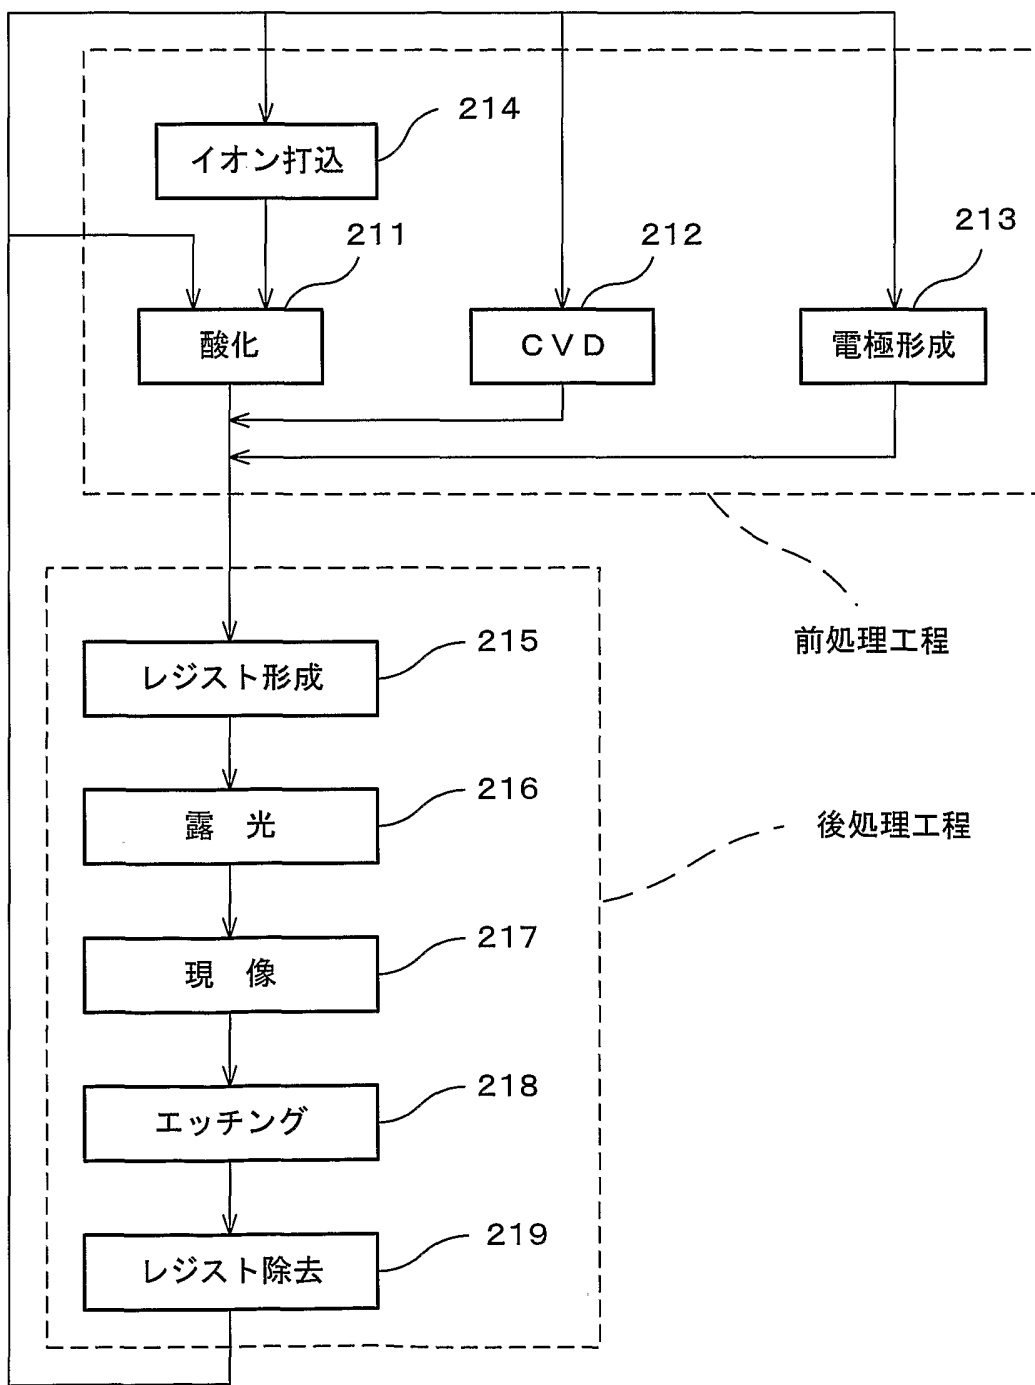 214
イオン打込
211
212
213
酸化
CVD
電極形成
前処理工程
215
レジスト形成
216
露 光
後処理工程
217
現 像
218
エッチング
219
レジスト除去